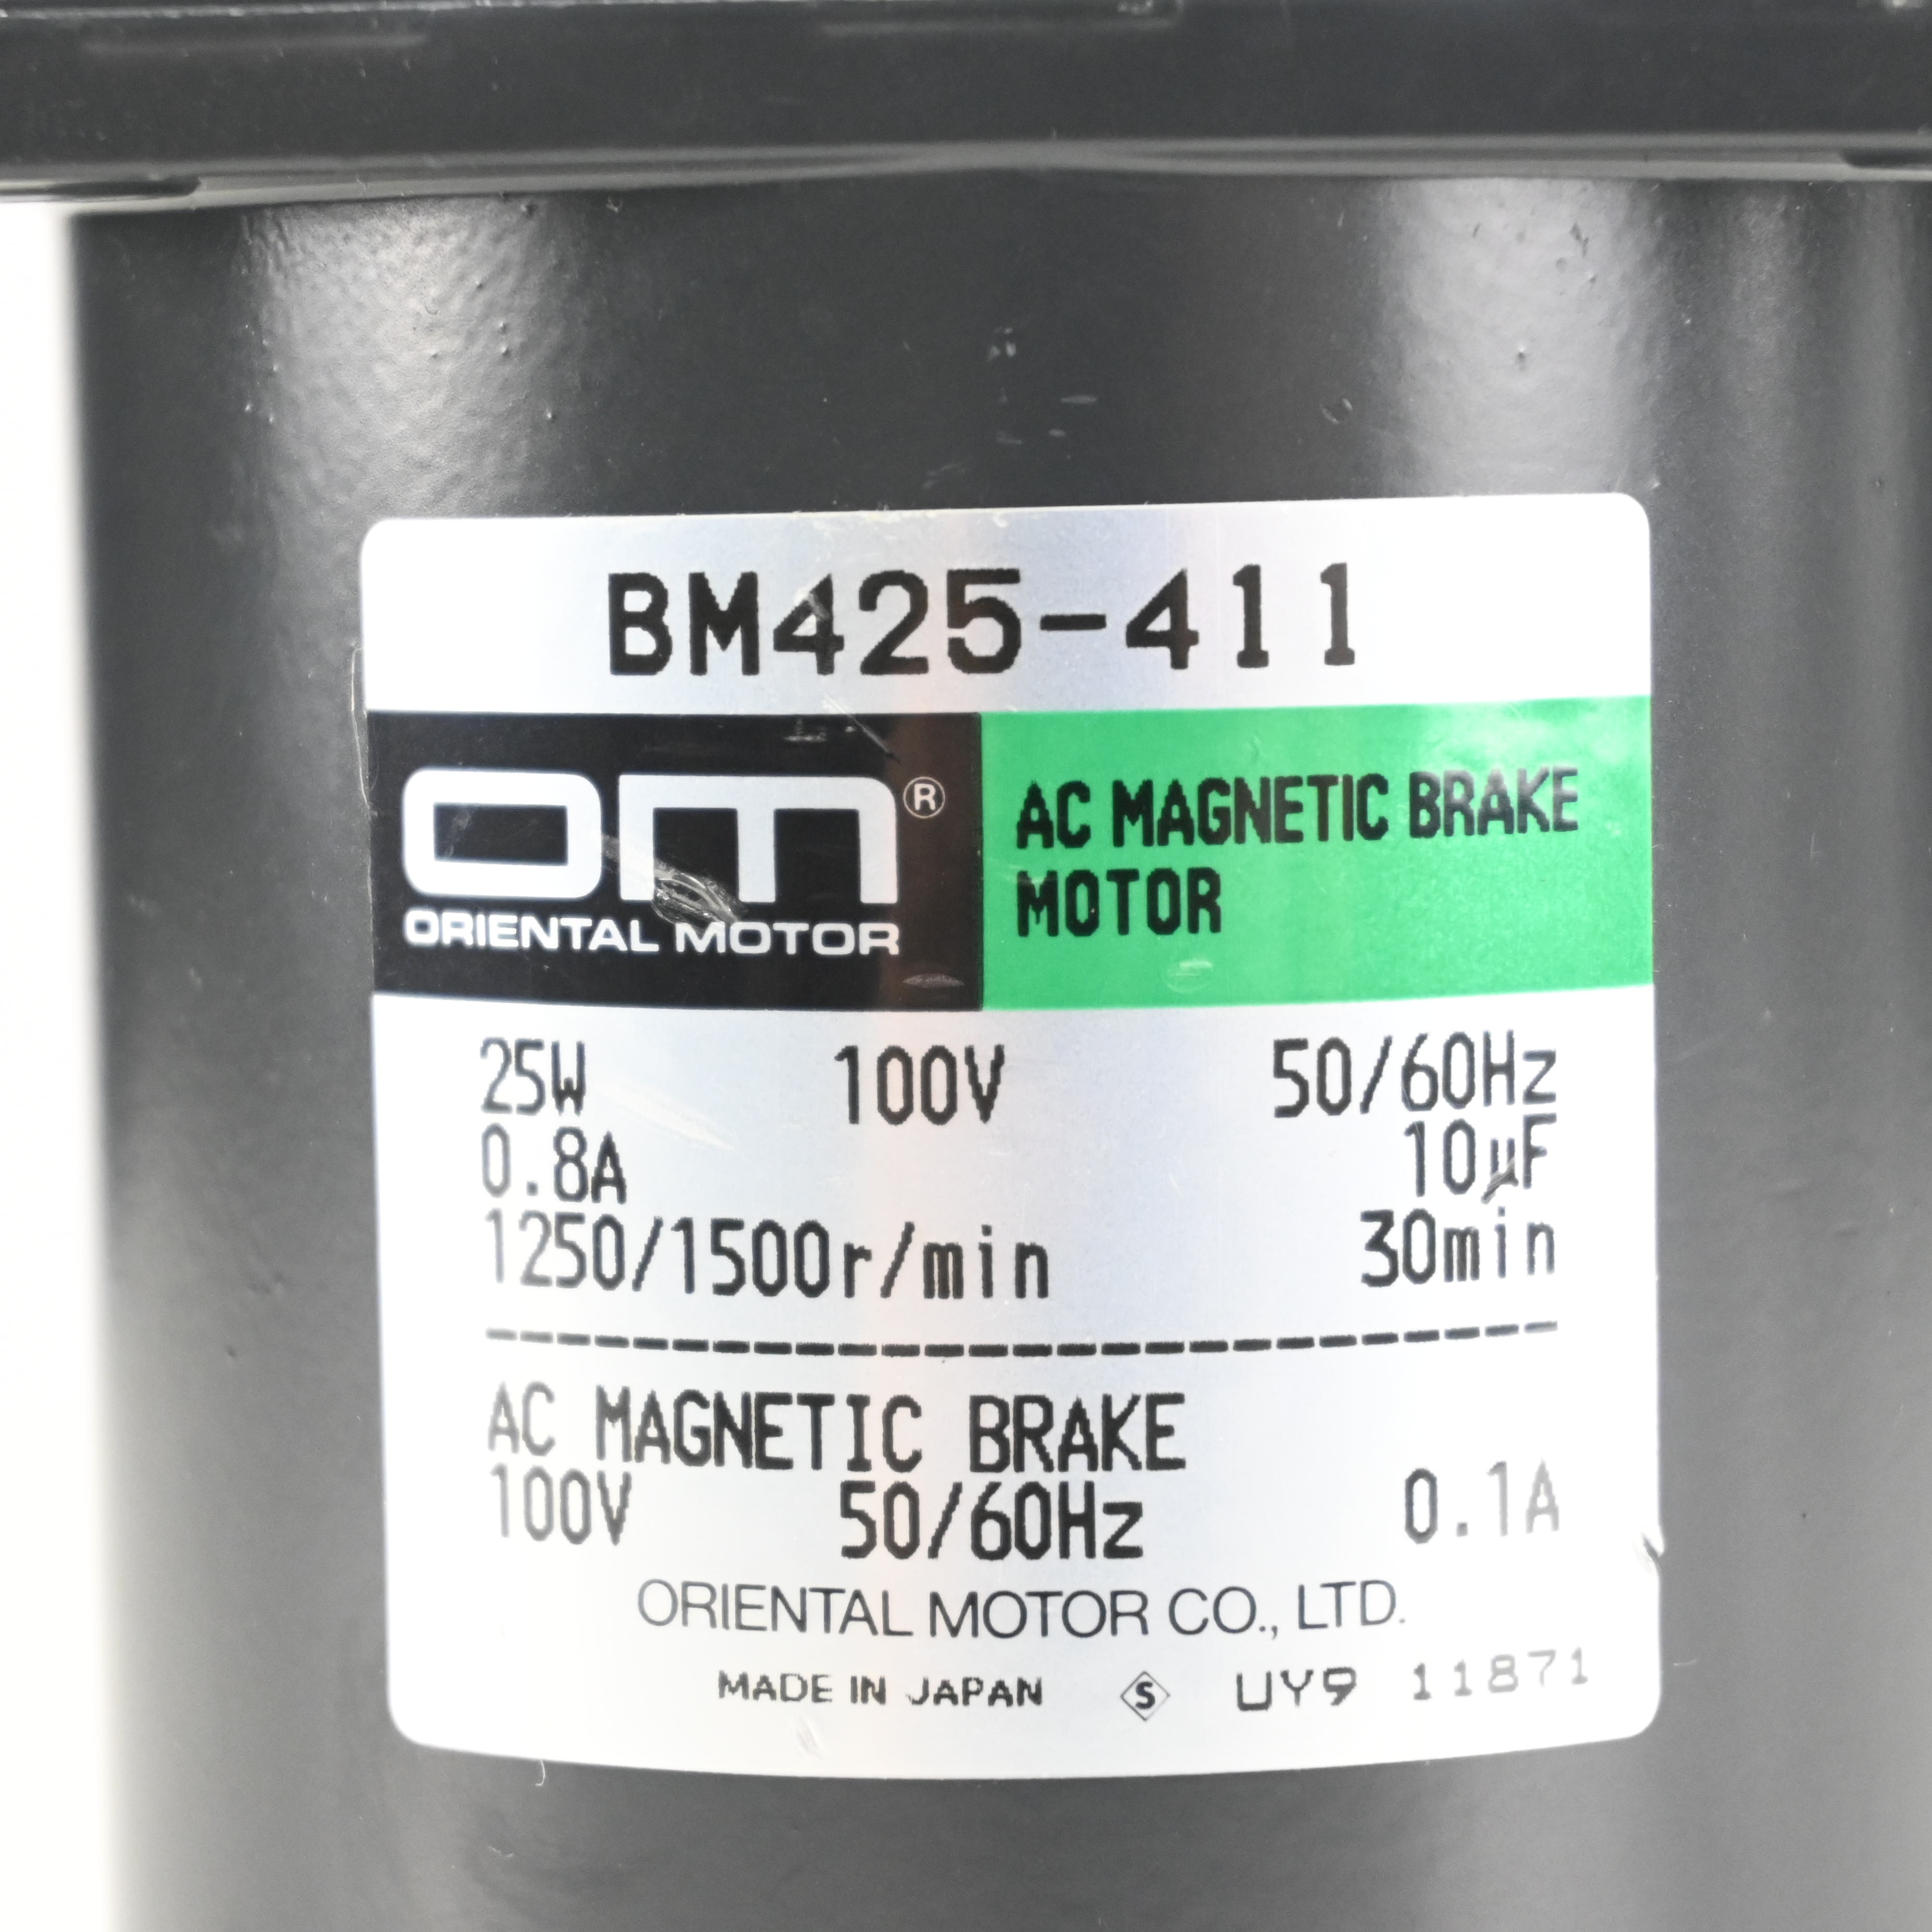 BM425-411
om®
ORIENTAL MOTOR
AC MAGNETIC BRAKE
MOTOR
25W 100V 50/60Hz
0.8A 10μF
1250/1500r/min 30min
AC MAGNETIC BRAKE
100V 50/60Hz 0.1A
ORIENTAL MOTOR CO., LTD.
MADE IN JAPAN S UY9 11871